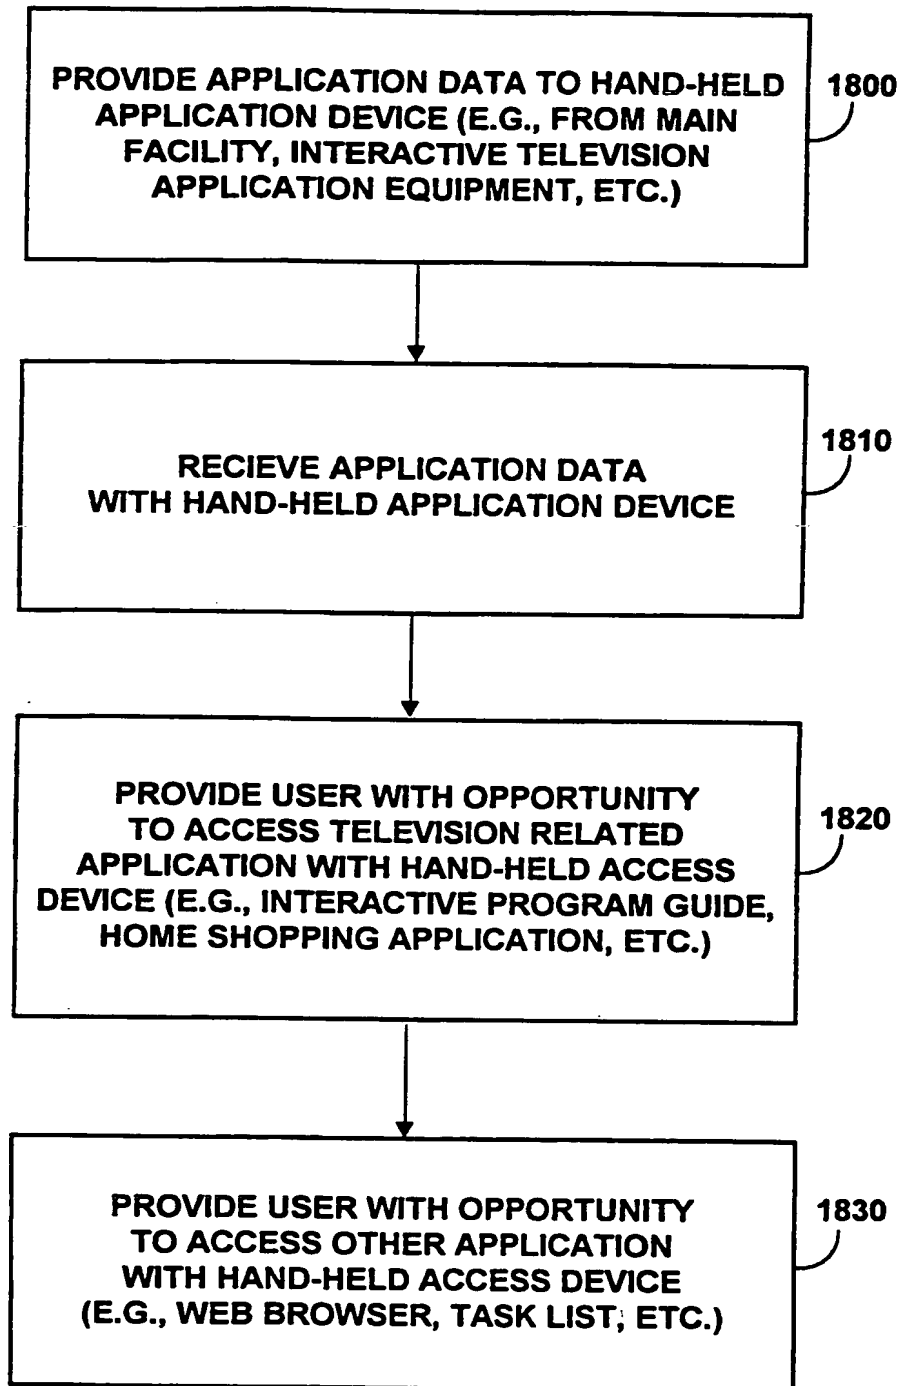 PROVIDE APPLICATION DATA TO HAND-HELD
APPLICATION DEVICE (E.G., FROM MAIN
FACILITY, INTERACTIVE TELEVISION
APPLICATION EQUIPMENT, ETC.)
1800
RECIEVE APPLICATION DATA
WITH HAND-HELD APPLICATION DEVICE
1810
PROVIDE USER WITH OPPORTUNITY
TO ACCESS TELEVISION RELATED
APPLICATION WITH HAND-HELD ACCESS
DEVICE (E.G., INTERACTIVE PROGRAM GUIDE,
HOME SHOPPING APPLICATION, ETC.)
1820
PROVIDE USER WITH OPPORTUNITY
TO ACCESS OTHER APPLICATION
WITH HAND-HELD ACCESS DEVICE
(E.G., WEB BROWSER, TASK LIST, ETC.)
1830